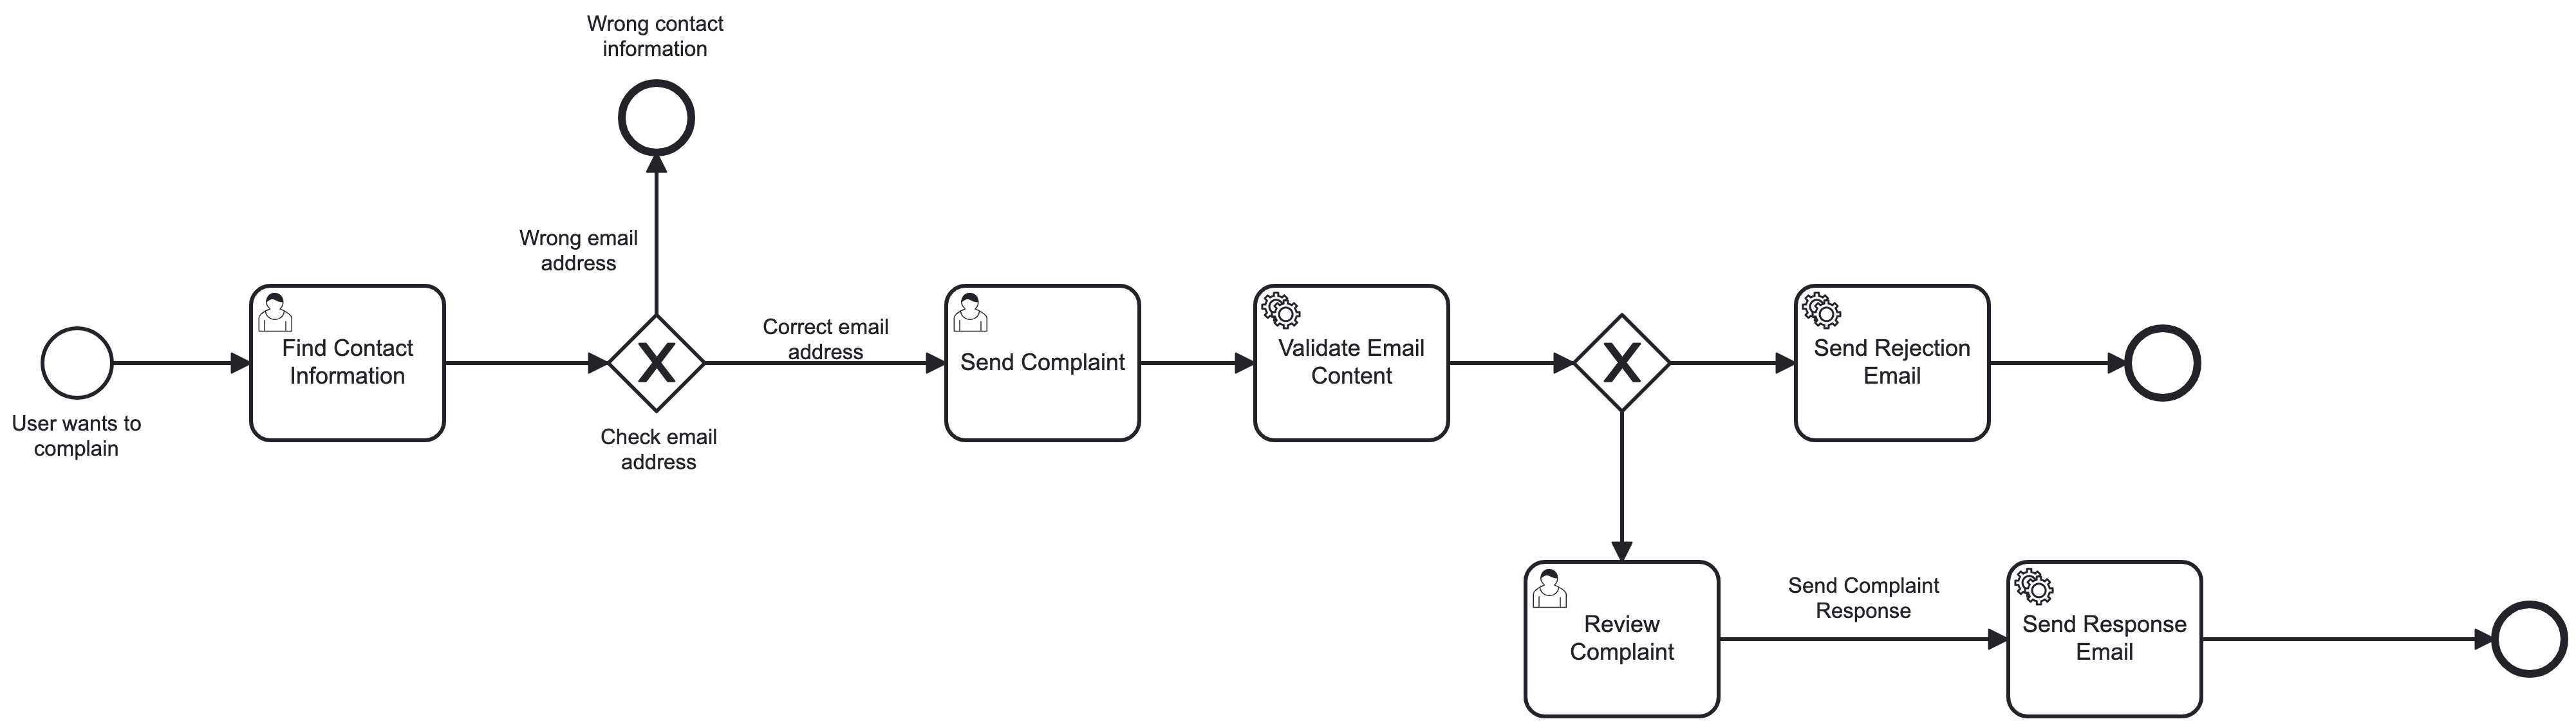 Wrong contact
information
Wrong email
address
User wants to
complain
Find Contact
Information
X
Check email
address
Correct email
address
Send Complaint
Validate Email
Content
X
Send Rejection
Email
Review
Complaint
Send Complaint
Response
Send Response
Email